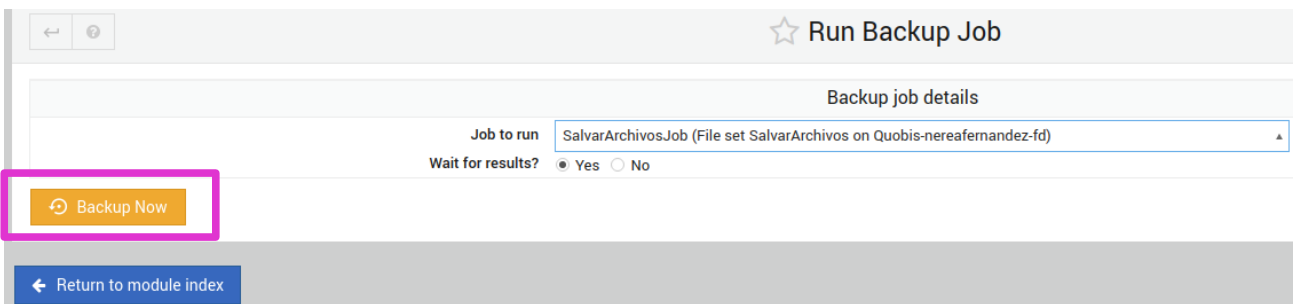 Run Backup Job
Backup job details
Job to run SalvarArchivosJob (File set SalvarArchivos on Quobis-nereafernandez-fd)
Wait for results? Yes No
Backup Now
Return to module index